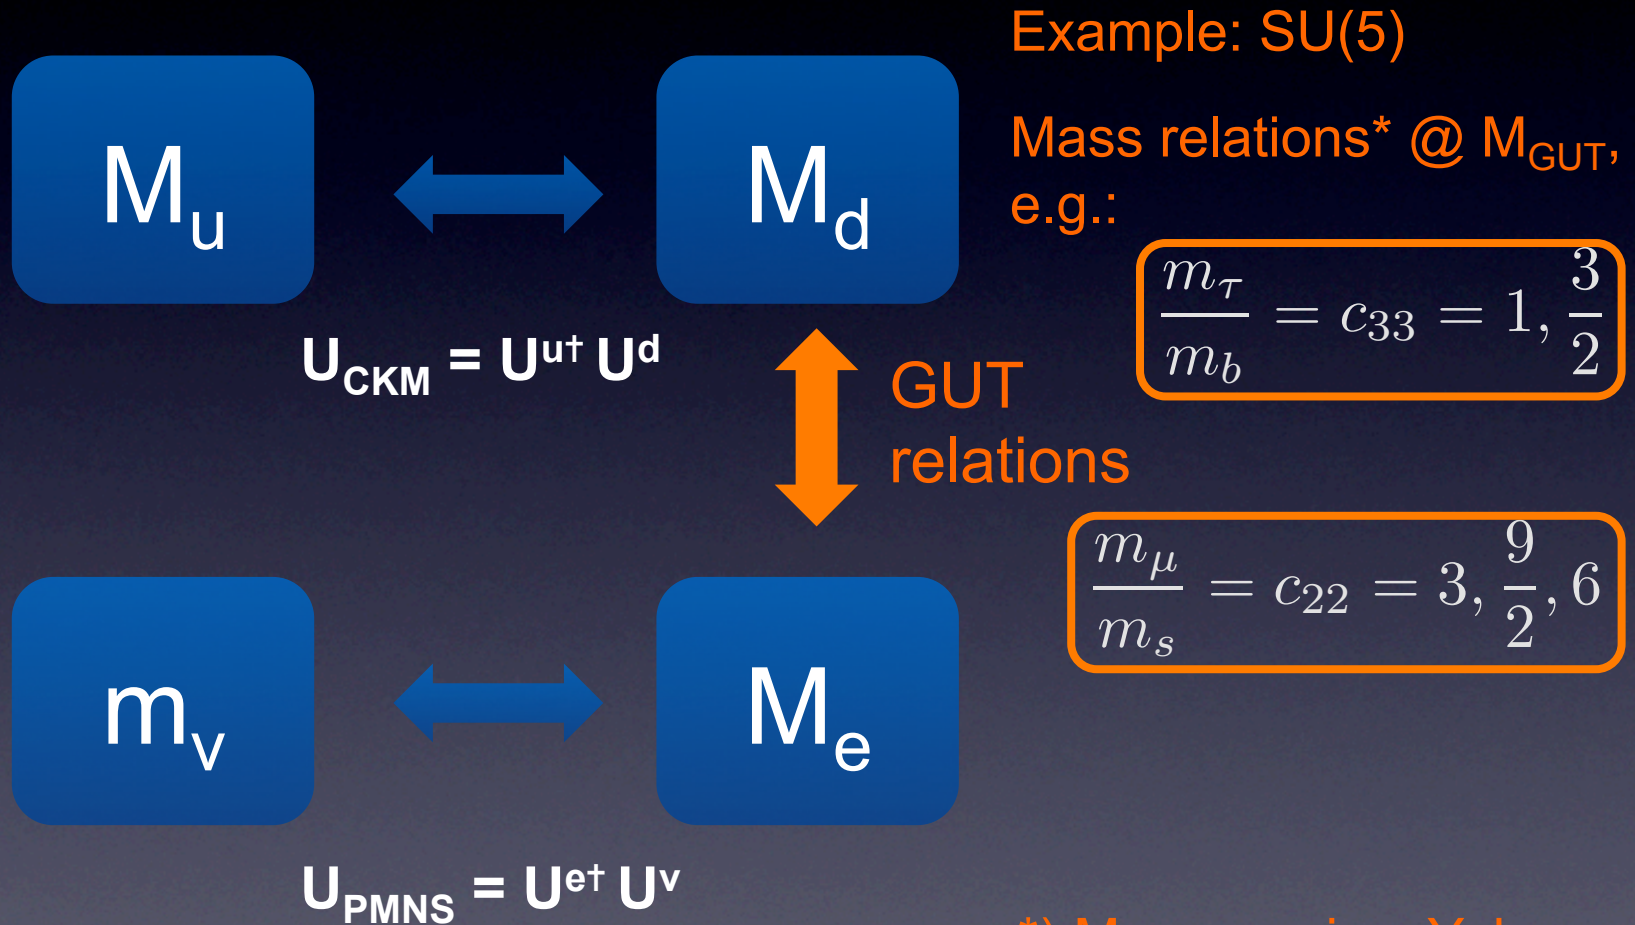 Example: SU(5)
Mass relations* @ M_GUT,
e.g.:
M_u
M_d
m_τ/m_b = c_33 = 1, 3/2
U_CKM = U^u† U^d
GUT
relations
m_μ/m_s = c_22 = 3, 9/2, 6
m_v
M_e
U_PMNS = U^e† U^v